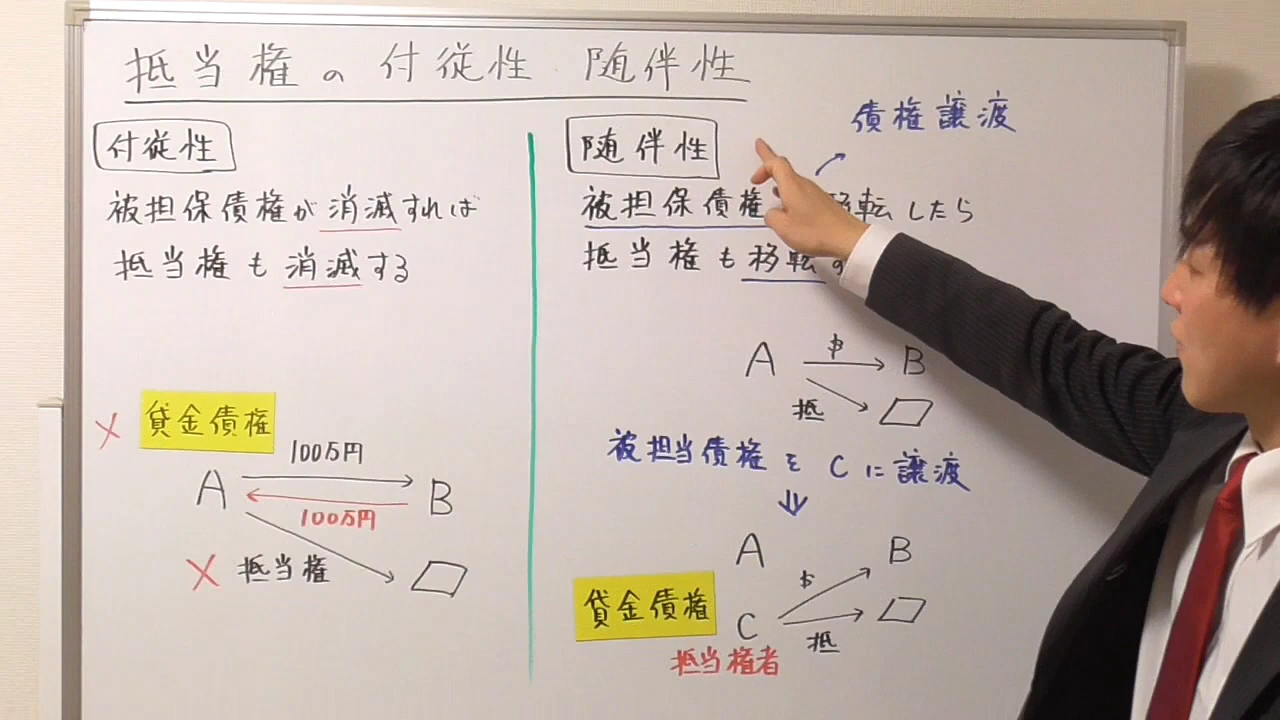 抵当権の付従性 随伴性
付従性
被担保債権が消滅すれば
抵当権も消滅する
× 貸金債権
100万円
A
B
100万円
× 抵当権
債権譲渡
随伴性
被担保債権 移転したら
抵当権も移転す
A
$
B
抵
被担当債権を Cに譲渡
A
B
貸金債権
$
C
抵
抵当権者